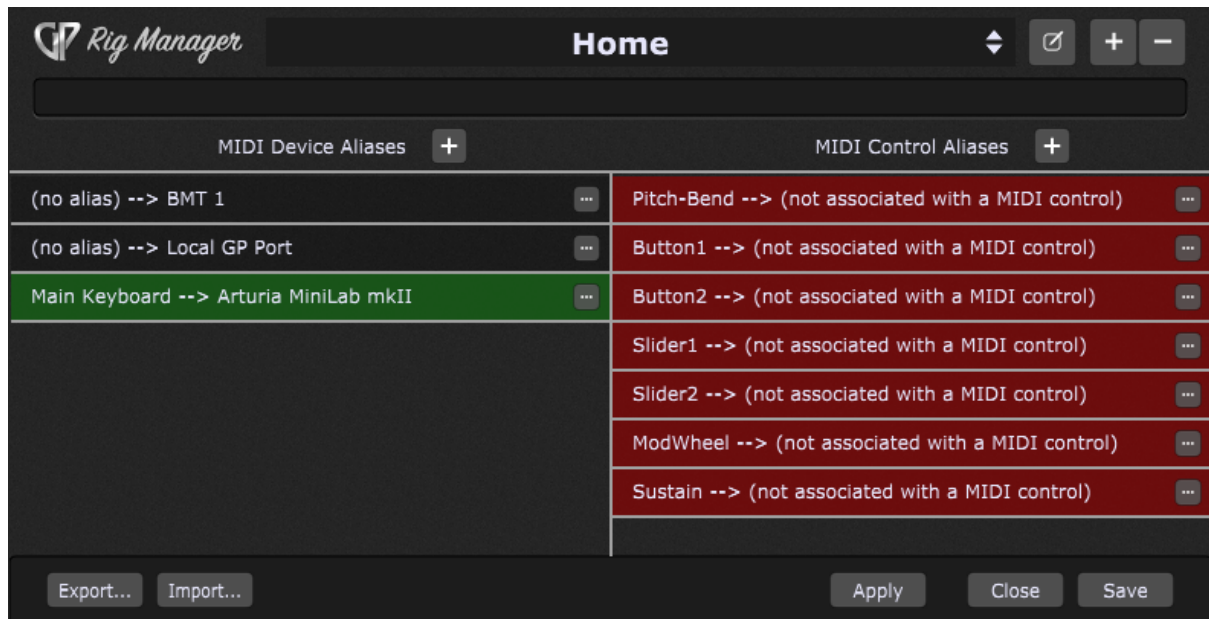 GP Rig Manager
Home
+ −
MIDI Device Aliases +
MIDI Control Aliases +
(no alias) --> BMT 1 ...
(no alias) --> Local GP Port ...
Main Keyboard --> Arturia MiniLab mkII ...
Pitch-Bend --> (not associated with a MIDI control) ...
Button1 --> (not associated with a MIDI control) ...
Button2 --> (not associated with a MIDI control) ...
Slider1 --> (not associated with a MIDI control) ...
Slider2 --> (not associated with a MIDI control) ...
ModWheel --> (not associated with a MIDI control) ...
Sustain --> (not associated with a MIDI control) ...
Export... Import... Apply Close Save